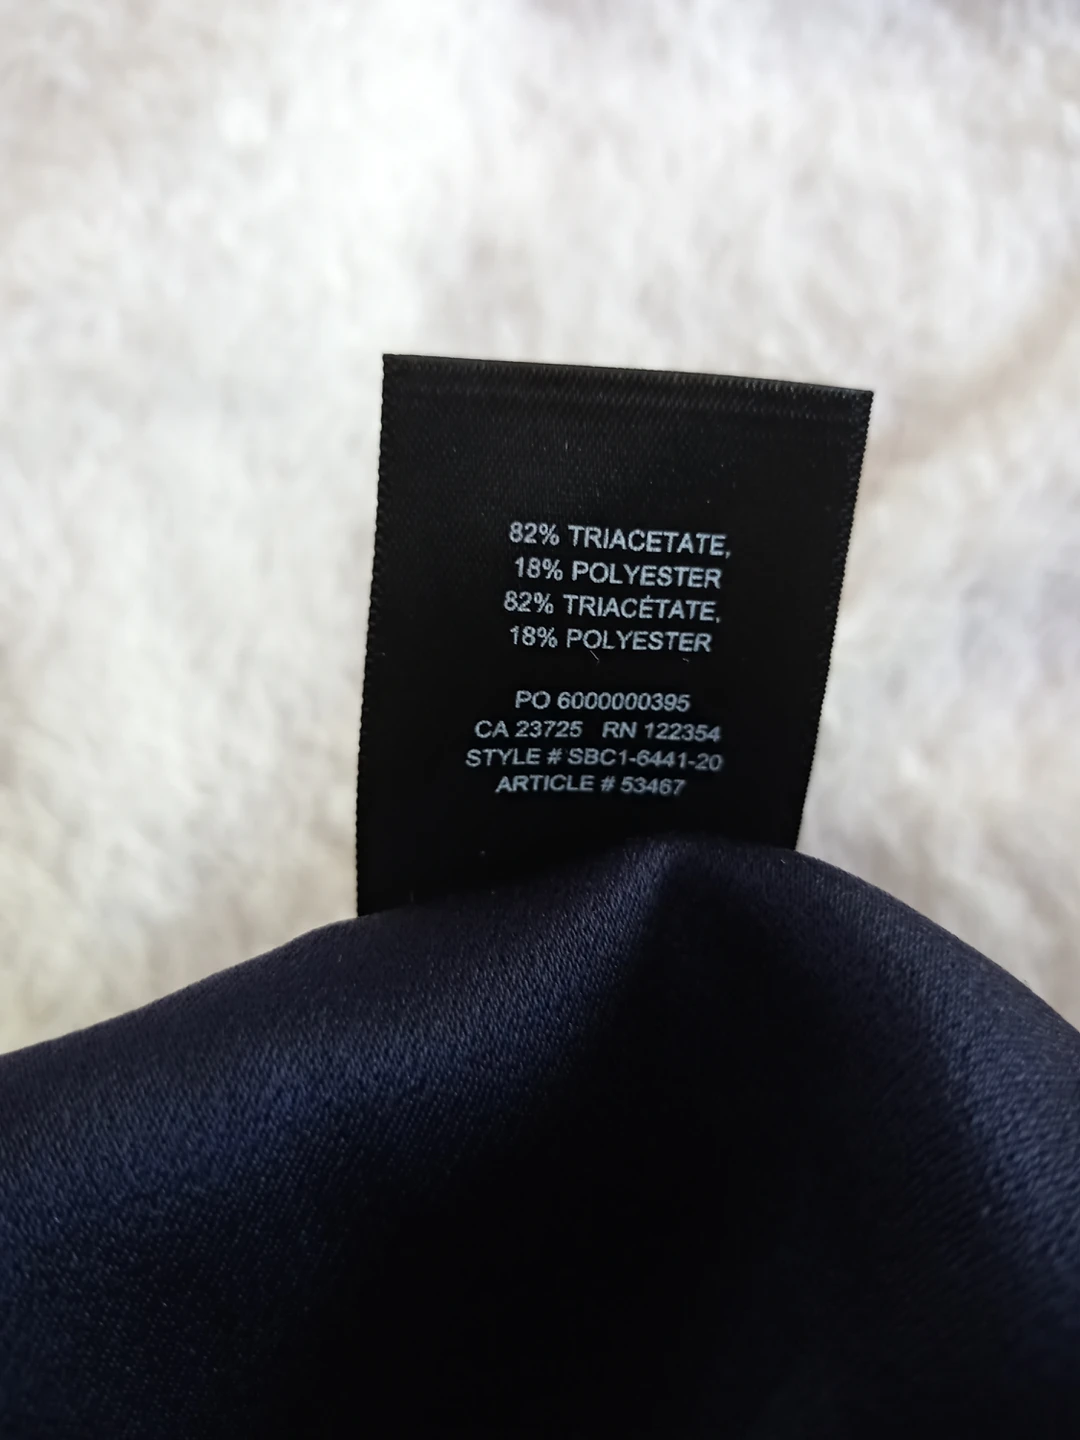 82% TRIACETATE,
18% POLYESTER
82% TRIACÉTATE,
18% POLYESTER
PO 6000000395
CA 23725 RN 122354
STYLE # SBC1-6441-20
ARTICLE # 53467